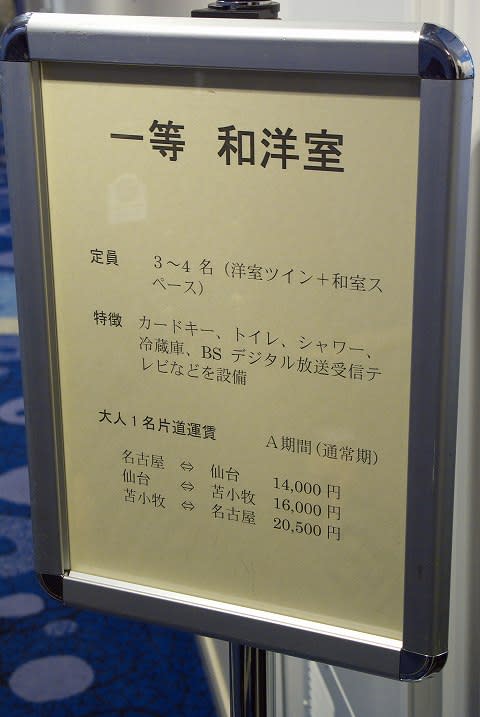 一等 和洋室
定員 3～4 名（洋室ツイン＋和室ス
ペース）
特徴 カードキー、トイレ、シャワー、
冷蔵庫、BS デジタル放送受信テ
レビなどを設備
大人1名片道運賃 A期間（通常期）
名古屋 ⇔ 仙台 14,000 円
仙台 ⇔ 苫小牧 16,000 円
苫小牧 ⇔ 名古屋 20,500 円